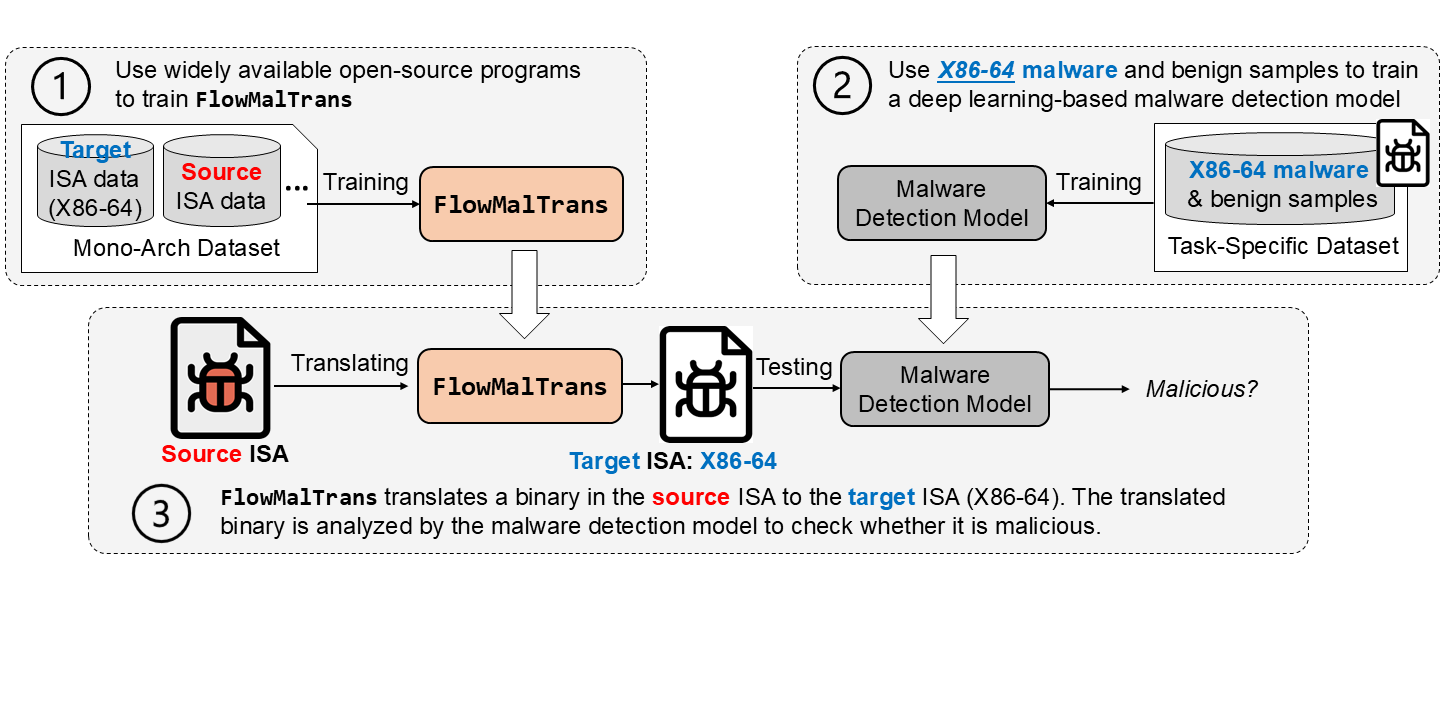 1
Use widely available open-source programs
to train FlowMalTrans
Target
ISA data
(X86-64)
Source
ISA data
...
Mono-Arch Dataset
Training
FlowMalTrans
2
Use X86-64 malware and benign samples to train
a deep learning-based malware detection model
Malware
Detection Model
Training
X86-64 malware
& benign samples
Task-Specific Dataset
Source ISA
Translating
FlowMalTrans
Target ISA: X86-64
Testing
Malware
Detection Model
Malicious?
3
FlowMalTrans translates a binary in the source ISA to the target ISA (X86-64). The translated
binary is analyzed by the malware detection model to check whether it is malicious.